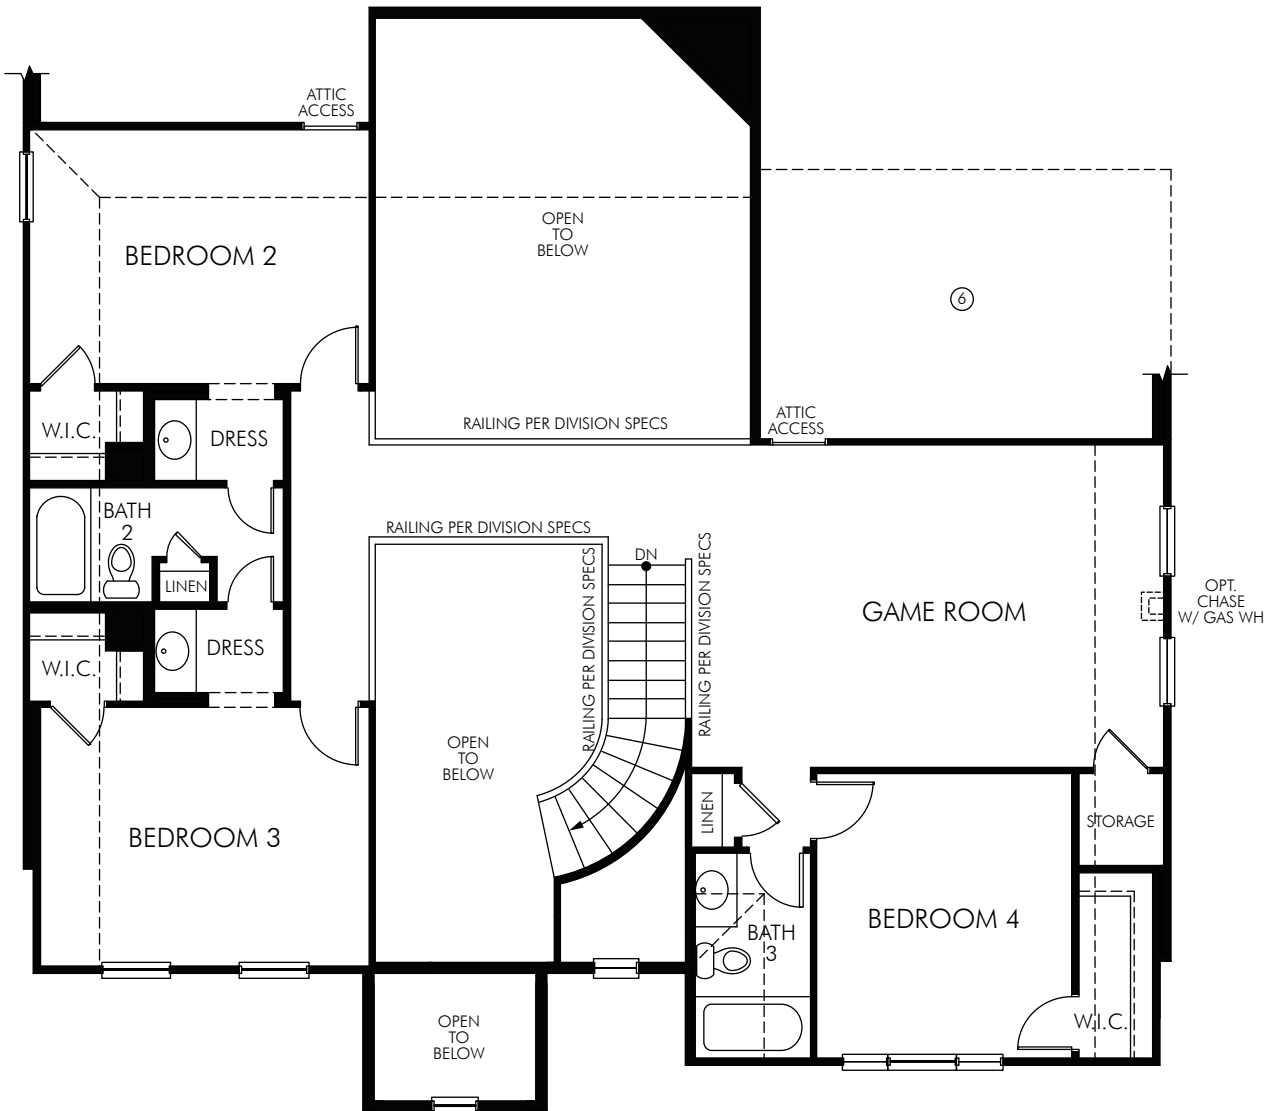 ATTIC
ACCESS
OPEN
TO
BELOW
BEDROOM 2
6
W.I.C.
DRESS
RAILING PER DIVISION SPECS
ATTIC
ACCESS
BATH
2
LINEN
RAILING PER DIVISION SPECS
RAILING PER DIVISION SPECS
DN
RAILING PER DIVISION SPECS
GAME ROOM
OPT.
CHASE
W/ GAS WH
W.I.C.
DRESS
OPEN
TO
BELOW
BEDROOM 3
LINEN
STORAGE
BEDROOM 4
BATH
3
W.I.C.
OPEN
TO
BELOW